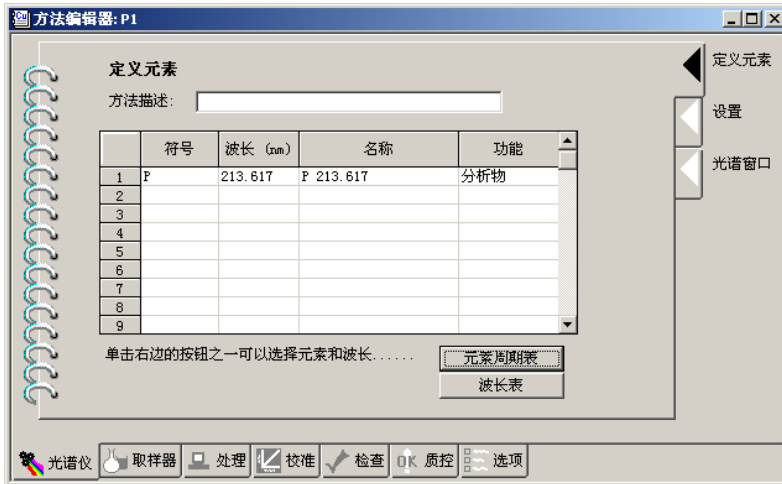 方法编辑器: P1
定义元素
设置
光谱窗口
定义元素
方法描述:
符号 波长 (nm) 名称 功能
1 P 213.617 P 213.617 分析物
2
3
4
5
6
7
8
9
单击右边的按钮之一可以选择元素和波长......
元素周期表
波长表
光谱仪 取样器 处理 校准 检查 OK 质控 选项